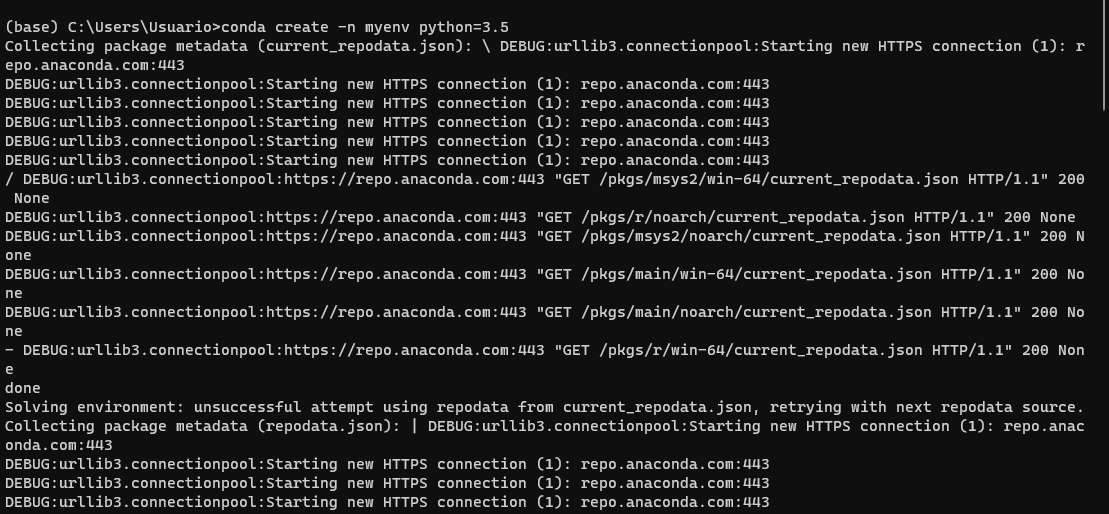 (base) C:\Users\Usuario>conda create -n myenv python=3.5
Collecting package metadata (current_repodata.json): \ DEBUG:urllib3.connectionpool:Starting new HTTPS connection (1): r
epo.anaconda.com:443
DEBUG:urllib3.connectionpool:Starting new HTTPS connection (1): repo.anaconda.com:443
DEBUG:urllib3.connectionpool:Starting new HTTPS connection (1): repo.anaconda.com:443
DEBUG:urllib3.connectionpool:Starting new HTTPS connection (1): repo.anaconda.com:443
DEBUG:urllib3.connectionpool:Starting new HTTPS connection (1): repo.anaconda.com:443
DEBUG:urllib3.connectionpool:Starting new HTTPS connection (1): repo.anaconda.com:443
/ DEBUG:urllib3.connectionpool:https://repo.anaconda.com:443 "GET /pkgs/msys2/win-64/current_repodata.json HTTP/1.1" 200
 None
DEBUG:urllib3.connectionpool:https://repo.anaconda.com:443 "GET /pkgs/r/noarch/current_repodata.json HTTP/1.1" 200 None
DEBUG:urllib3.connectionpool:https://repo.anaconda.com:443 "GET /pkgs/msys2/noarch/current_repodata.json HTTP/1.1" 200 N
one
DEBUG:urllib3.connectionpool:https://repo.anaconda.com:443 "GET /pkgs/main/win-64/current_repodata.json HTTP/1.1" 200 No
ne
DEBUG:urllib3.connectionpool:https://repo.anaconda.com:443 "GET /pkgs/main/noarch/current_repodata.json HTTP/1.1" 200 No
ne
- DEBUG:urllib3.connectionpool:https://repo.anaconda.com:443 "GET /pkgs/r/win-64/current_repodata.json HTTP/1.1" 200 Non
e
done
Solving environment: unsuccessful attempt using repodata from current_repodata.json, retrying with next repodata source.
Collecting package metadata (repodata.json): | DEBUG:urllib3.connectionpool:Starting new HTTPS connection (1): repo.anac
onda.com:443
DEBUG:urllib3.connectionpool:Starting new HTTPS connection (1): repo.anaconda.com:443
DEBUG:urllib3.connectionpool:Starting new HTTPS connection (1): repo.anaconda.com:443
DEBUG:urllib3.connectionpool:Starting new HTTPS connection (1): repo.anaconda.com:443